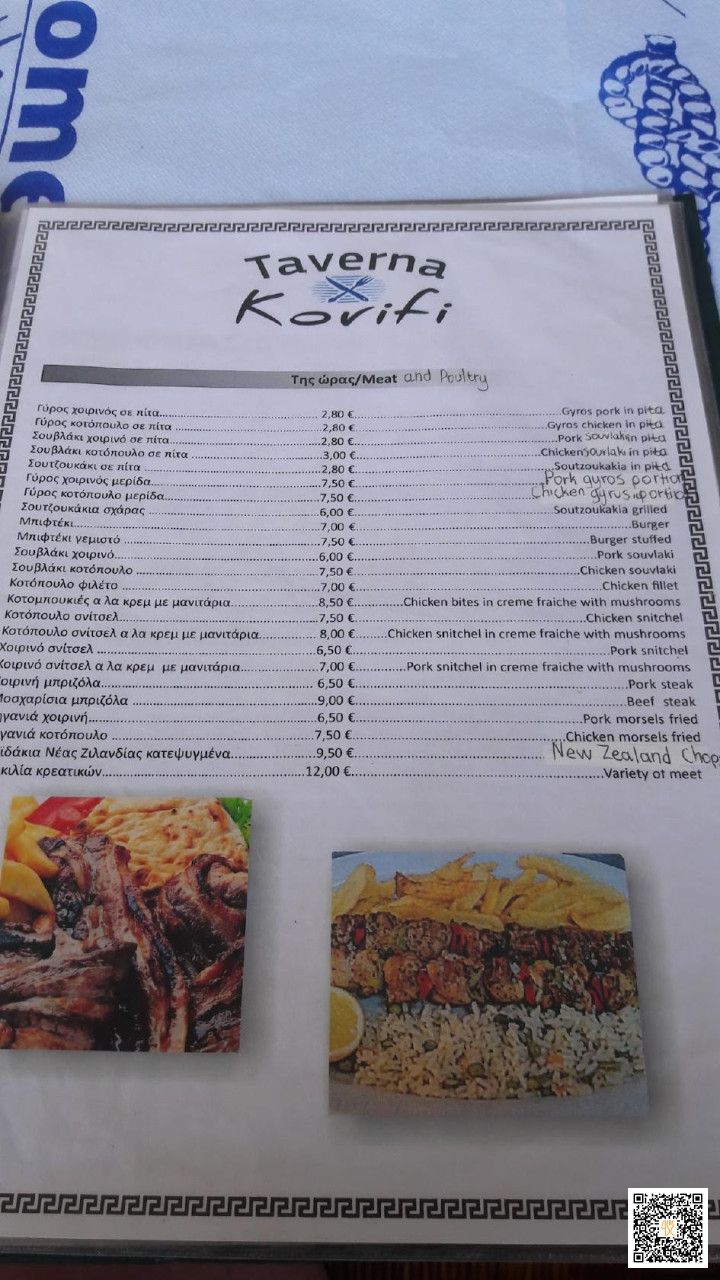 ome
Taverna
Korifi
Της ώρας/Meat and Poultry
Γύρος χοιρινός σε πίτα 2,80 € Gyros pork in pita
Γύρος κοτόπουλο σε πίτα 2,80 € Gyros chicken in pita
Σουβλάκι χοιρινό σε πίτα 2,80 € Pork souvlaki in pita
Σουβλάκι κοτόπουλο σε πίτα 3,00 € Chicken souvlaki in pita
Σουτζουκάκι σε πίτα 2,80 € Soutzoukakia in pita
Γύρος χοιρινός μερίδα 7,50 € Pork gyros portion
Γύρος κοτόπουλο μερίδα 7,50 € Chicken gyrus portio
Σουτζουκάκια σχάρας 6,00 € Soutzoukakia grilled
Μπιφτέκι 7,00 € Burger
Μπιφτέκι γεμιστό 7,50 € Burger stuffed
Σουβλάκι χοιρινό 6,00 € Pork souvlaki
Σουβλάκι κοτόπουλο 7,50 € Chicken souvlaki
Κοτόπουλο φιλέτο 7,00 € Chicken fillet
Κοτομπουκιές α λα κρεμ με μανιτάρια 8,50 € Chicken bites in creme fraiche with mushrooms
Κοτόπουλο σνίτσελ 7,50 € Chicken snitchel
Κοτόπουλο σνίτσελ α λα κρεμ με μανιτάρια 8,00 € Chicken snitchel in creme fraiche with mushrooms
Χοιρινό σνίτσελ 6,50 € Pork snitchel
Χοιρινό σνίτσελ α λα κρεμ με μανιτάρια 7,00 € Pork snitchel in creme fraiche with mushrooms
οιρινή μπριζόλα 6,50 € Pork steak
Μοσχαρίσια μπριζόλα 9,00 € Beef steak
ηγανιά χοιρινή 6,50 € Pork morsels fried
γανιά κοτόπουλο 7,50 € Chicken morsels fried
ϊδάκια Νέας Ζιλανδίας κατεψυγμένα 9,50 € New Zealand Chop
κιλία κρεατικών 12,00 € Variety of meet